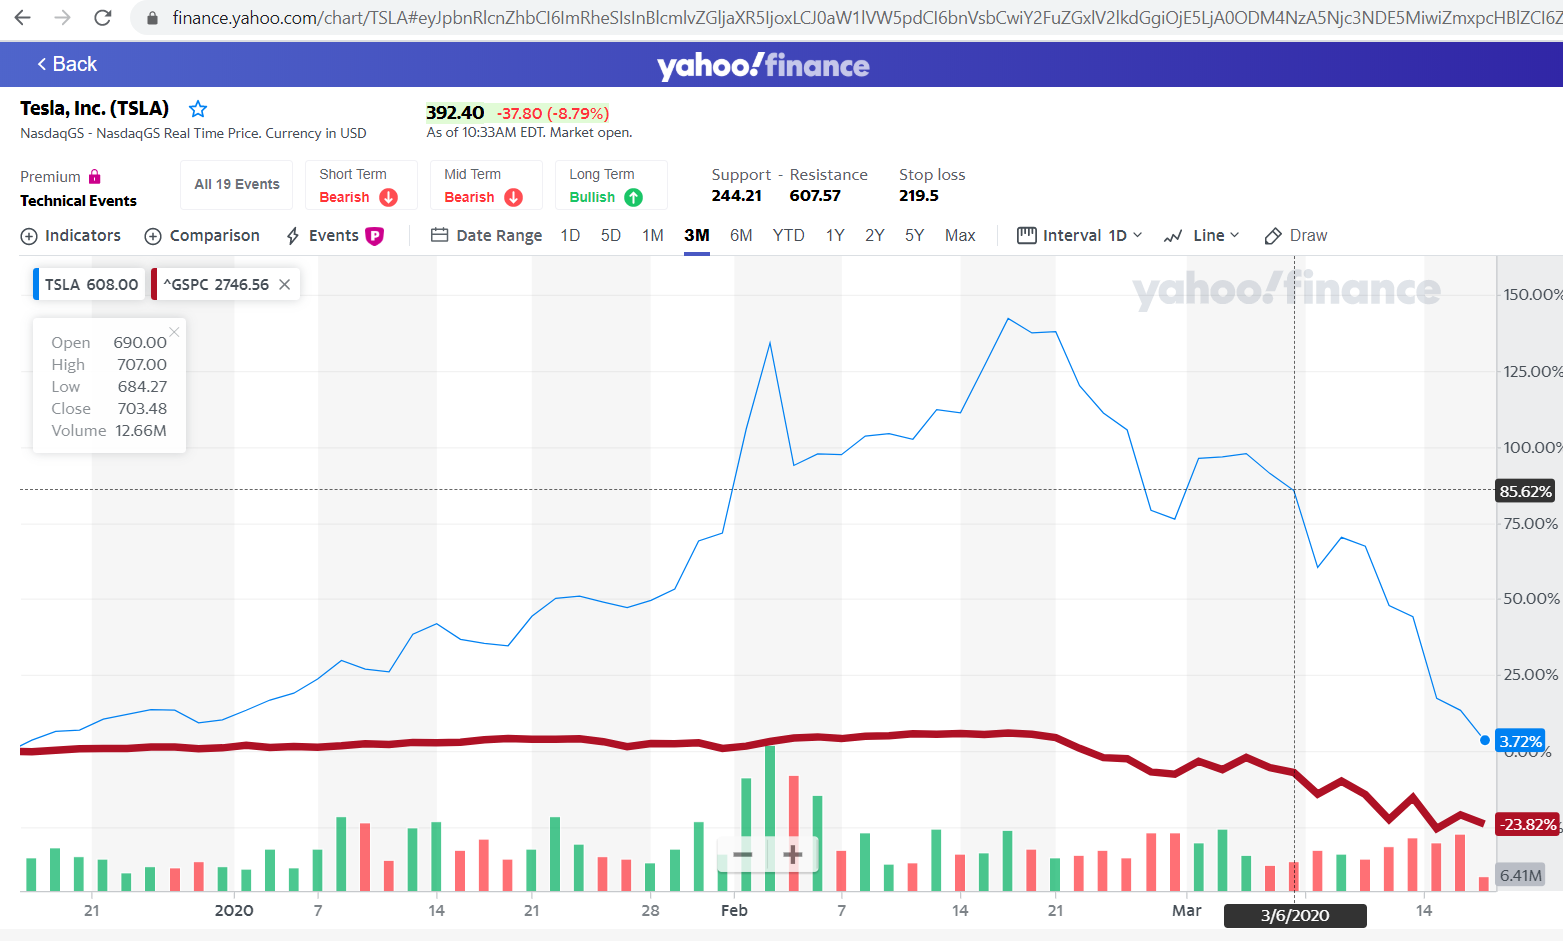 finance.yahoo.com/chart/TSLA#eyJpbnRlcnZhbCI6ImRheSIsInBlcmlvZGljaXR5IjoxLCJ0aW1lVW5pdCI6bnVsbCwiY2FuZGxlV2lkdGgiOjE5LjA0ODM4NzA5Njc3NDE5MiwiZmxpcHBlZCI6Z
Back
yahoo!finance
Tesla, Inc. (TSLA)
392.40 -37.80 (-8.79%)
NasdaqGS - NasdaqGS Real Time Price. Currency in USD
As of 10:33AM EDT. Market open.
Premium
Technical Events
All 19 Events
Short Term
Bearish
Mid Term
Bearish
Long Term
Bullish
Support - Resistance
244.21 607.57
Stop loss
219.5
Indicators Comparison Events P Date Range 1D 5D 1M 3M 6M YTD 1Y 2Y 5Y Max Interval 1D Line Draw
TSLA 608.00 ^GSPC 2746.56
yahoo!finance
Open 690.00
High 707.00
Low 684.27
Close 703.48
Volume 12.66M
150.00%
125.00%
100.00%
85.62%
75.00%
50.00%
25.00%
3.72%
0.00%
-23.82%
6.41M
21 2020 7 14 21 28 Feb 7 14 21 Mar 3/6/2020 14